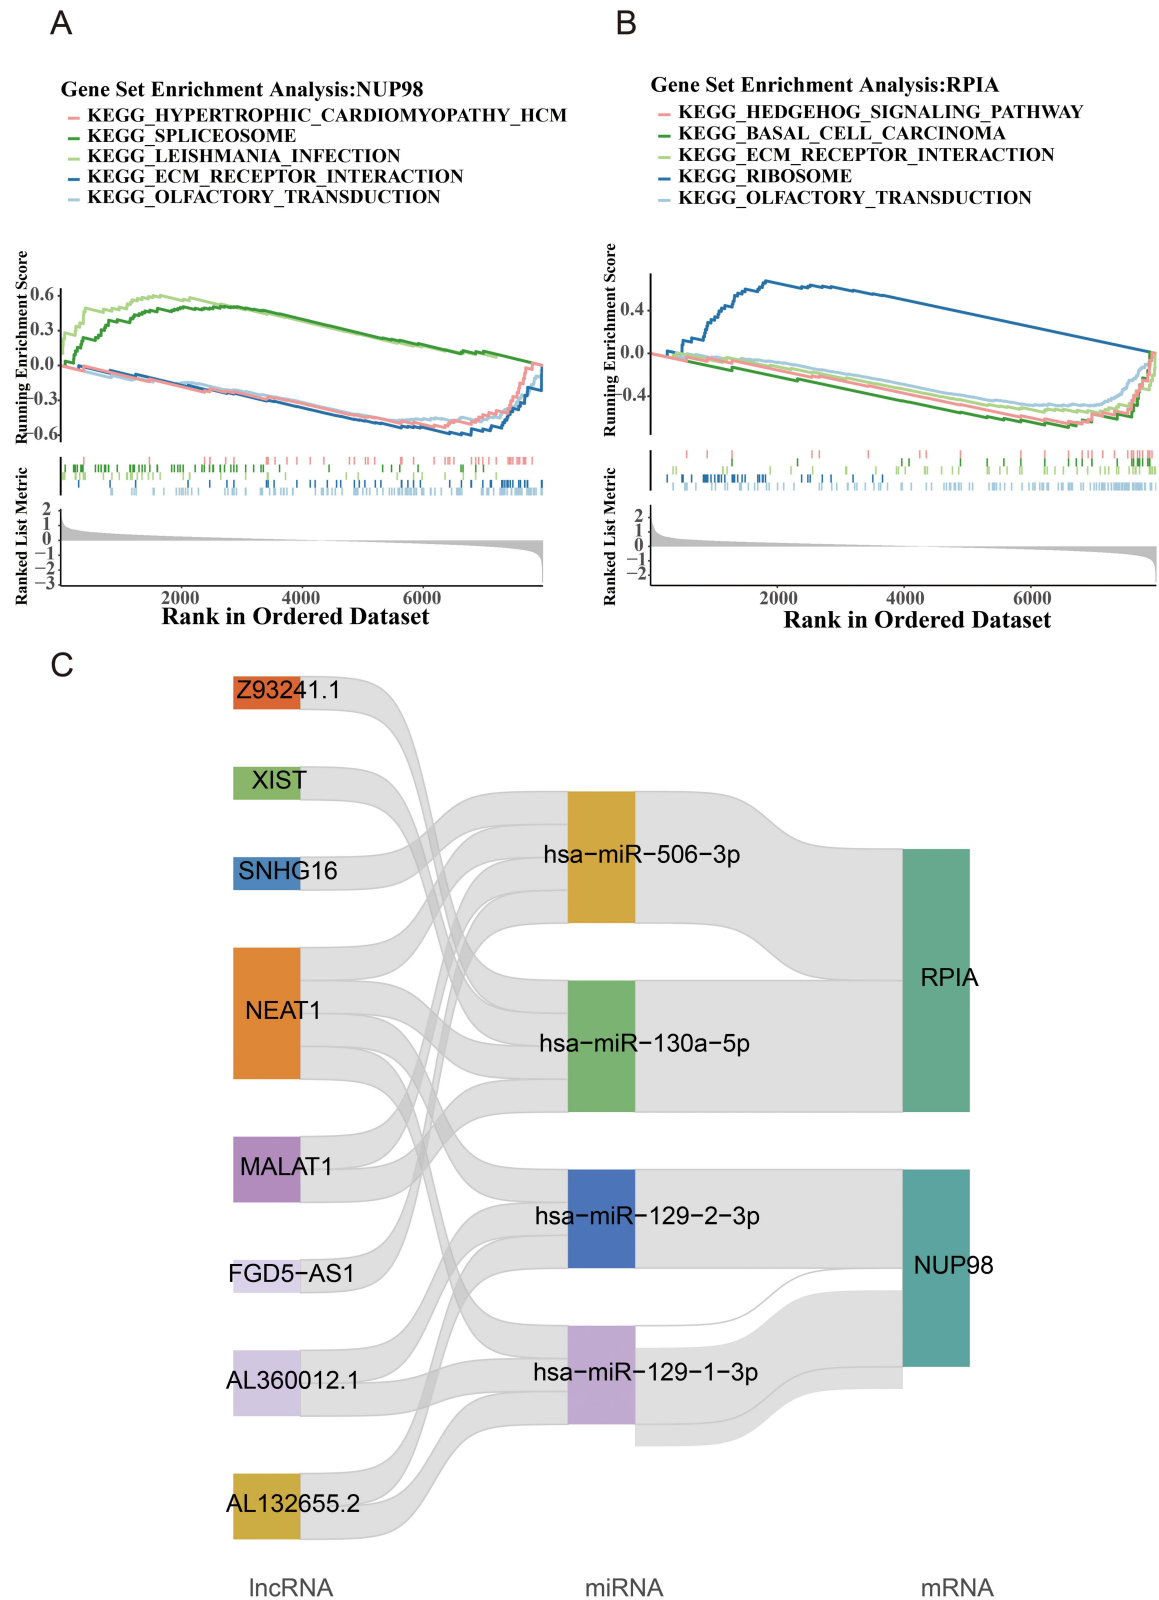 A
Gene Set Enrichment Analysis:NUP98
KEGG_HYPERTROPHIC_CARDIOMYOPATHY_HCM
KEGG_SPLICEOSOME
KEGG_LEISHMANIA_INFECTION
KEGG_ECM_RECEPTOR_INTERACTION
KEGG_OLFACTORY_TRANSDUCTION
Running Enrichment Score
0.6
0.3
0.0
−0.3
−0.6
Ranked List Metric
2
1
0
−1
−2
−3
2000 4000 6000
Rank in Ordered Dataset
B
Gene Set Enrichment Analysis:RPIA
KEGG_HEDGEHOG_SIGNALING_PATHWAY
KEGG_BASAL_CELL_CARCINOMA
KEGG_ECM_RECEPTOR_INTERACTION
KEGG_RIBOSOME
KEGG_OLFACTORY_TRANSDUCTION
Running Enrichment Score
0.4
0.0
−0.4
Ranked List Metric
2
1
0
−1
−2
2000 4000 6000
Rank in Ordered Dataset
C
Z93241.1
XIST
SNHG16
NEAT1
MALAT1
FGD5−AS1
AL360012.1
AL132655.2
hsa−miR−506−3p
hsa−miR−130a−5p
hsa−miR−129−2−3p
hsa−miR−129−1−3p
RPIA
NUP98
lncRNA miRNA mRNA